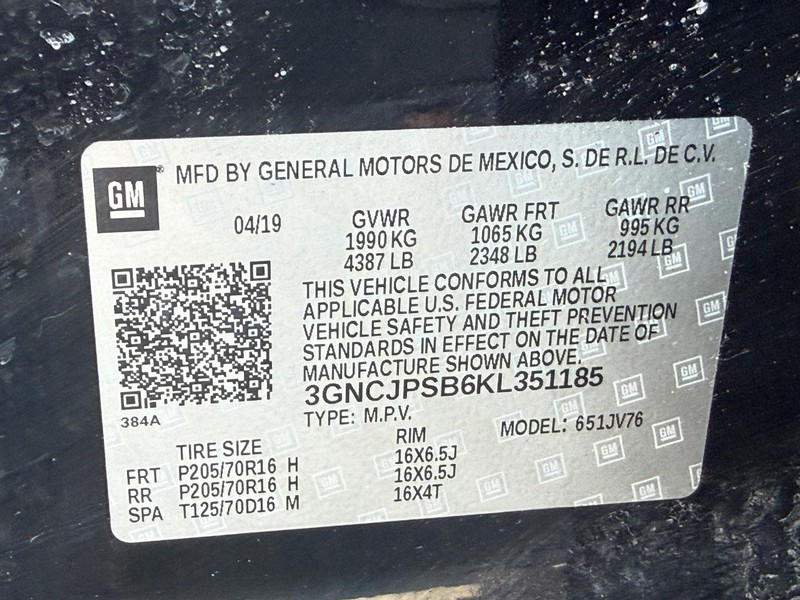 GM
MFD BY GENERAL MOTORS DE MEXICO, S. DE R.L. DE C.V.
04/19 GVWR GAWR FRT GAWR RR
1990 KG 1065 KG 995 KG
4387 LB 2348 LB 2194 LB
THIS VEHICLE CONFORMS TO ALL
APPLICABLE U.S. FEDERAL MOTOR
VEHICLE SAFETY AND THEFT PREVENTION
STANDARDS IN EFFECT ON THE DATE OF
MANUFACTURE SHOWN ABOVE.
3GNCJPSB6KL351185
384A
TYPE: M.P.V. MODEL: 651JV76
TIRE SIZE RIM
FRT P205/70R16 H 16X6.5J
RR P205/70R16 H 16X6.5J
SPA T125/70D16 M 16X4T